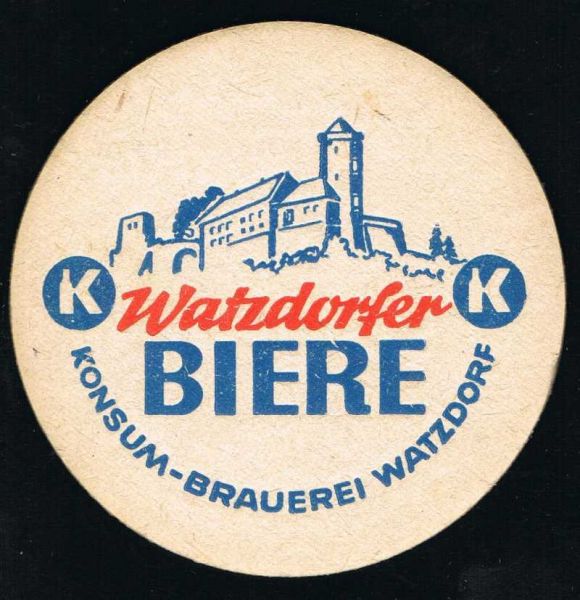 K
K
Watzdorfer
BIERE
KONSUM-BRAUEREI WATZDORF